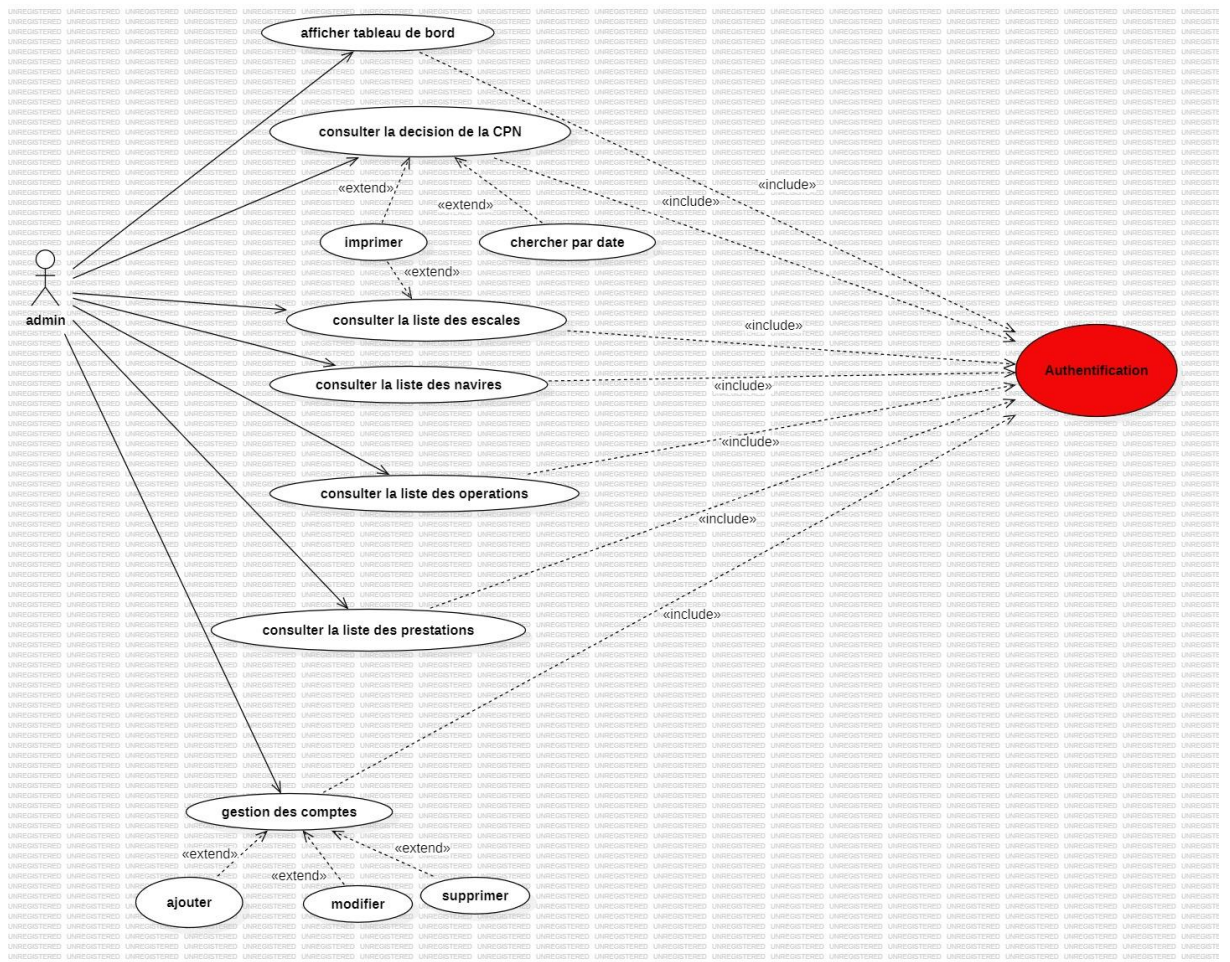 afficher tableau de bord
consulter la decision de la CPN
«include»
«extend»
«include»
«extend»
imprimer
chercher par date
«extend»
admin
consulter la liste des escales
«include»
Authentification
consulter la liste des navires
«include»
«include»
consulter la liste des operations
«include»
«include»
consulter la liste des prestations
gestion des comptes
«extend»
«extend»
«extend»
ajouter
modifier
supprimer
UNREGISTERED